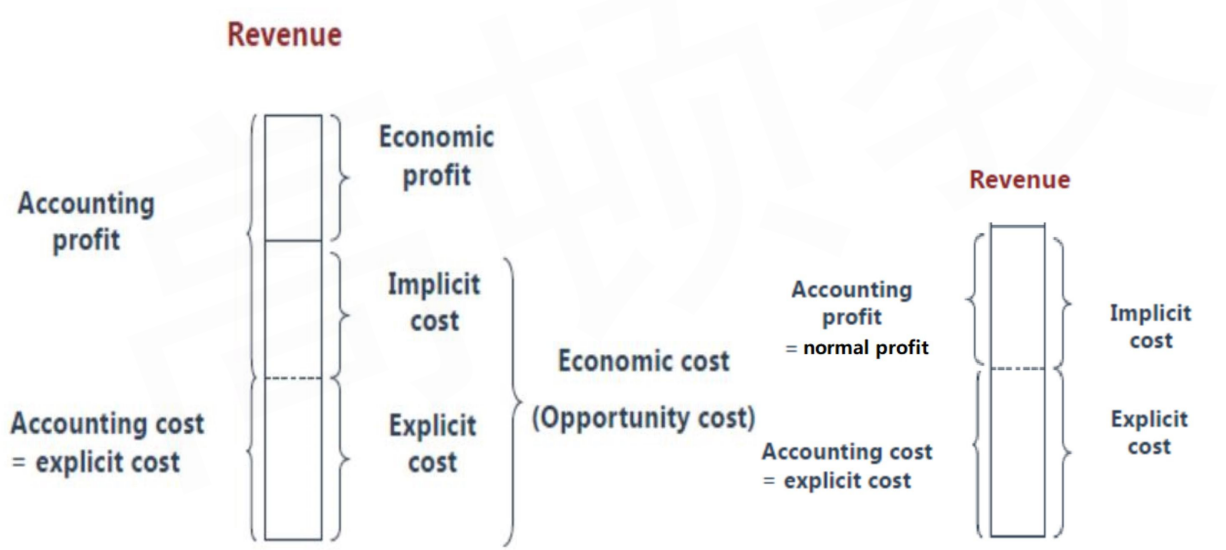 Revenue
Economic
profit
Accounting
profit
Implicit
cost
Economic cost
(Opportunity cost)
Accounting cost
= explicit cost
Explicit
cost
Revenue
Accounting
profit
= normal profit
Implicit
cost
Accounting cost
= explicit cost
Explicit
cost